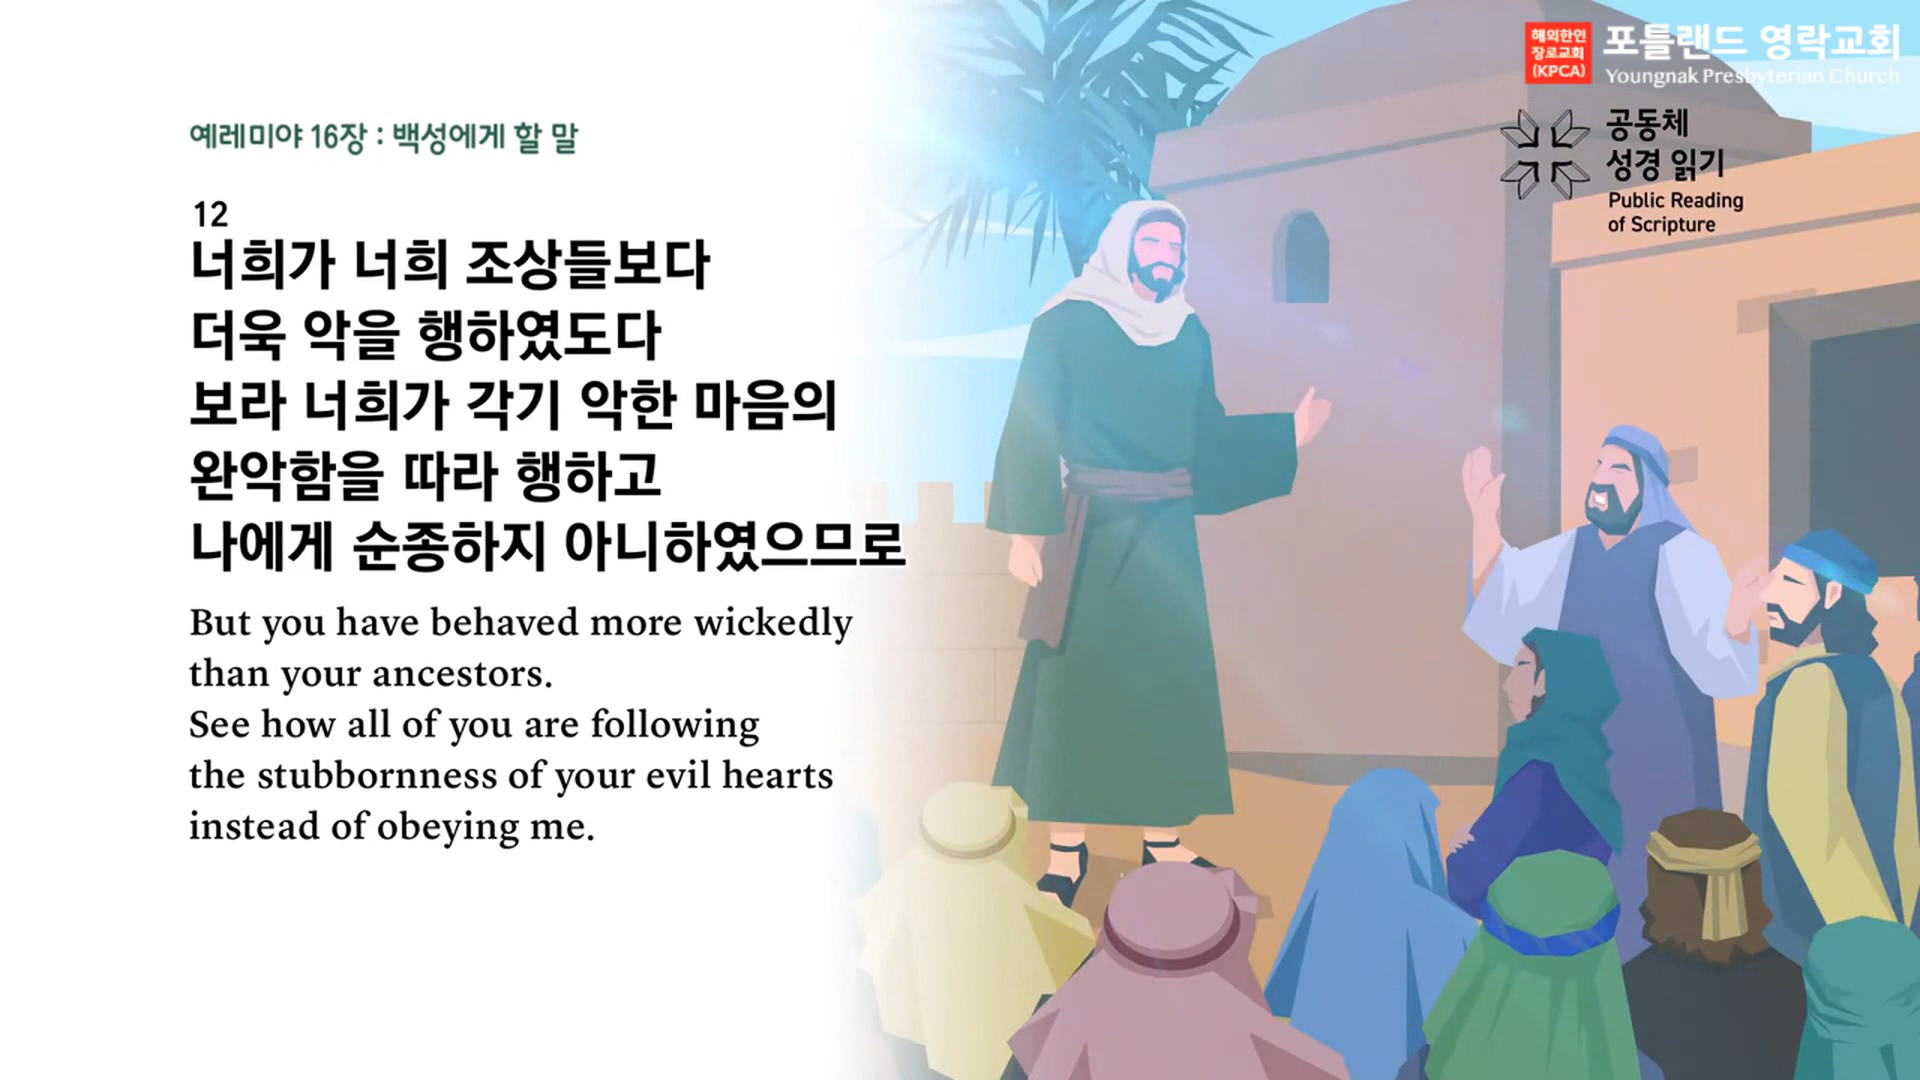 해외한인
장로교회
(KPCA)
포틀랜드 영락교회
Youngnak Presbyterian Church
공동체
성경 읽기
Public Reading
of Scripture
예레미야 16장 : 백성에게 할 말
12
너희가 너희 조상들보다
더욱 악을 행하였도다
보라 너희가 각기 악한 마음의
완악함을 따라 행하고
나에게 순종하지 아니하였으므로
But you have behaved more wickedly
than your ancestors.
See how all of you are following
the stubbornness of your evil hearts
instead of obeying me.